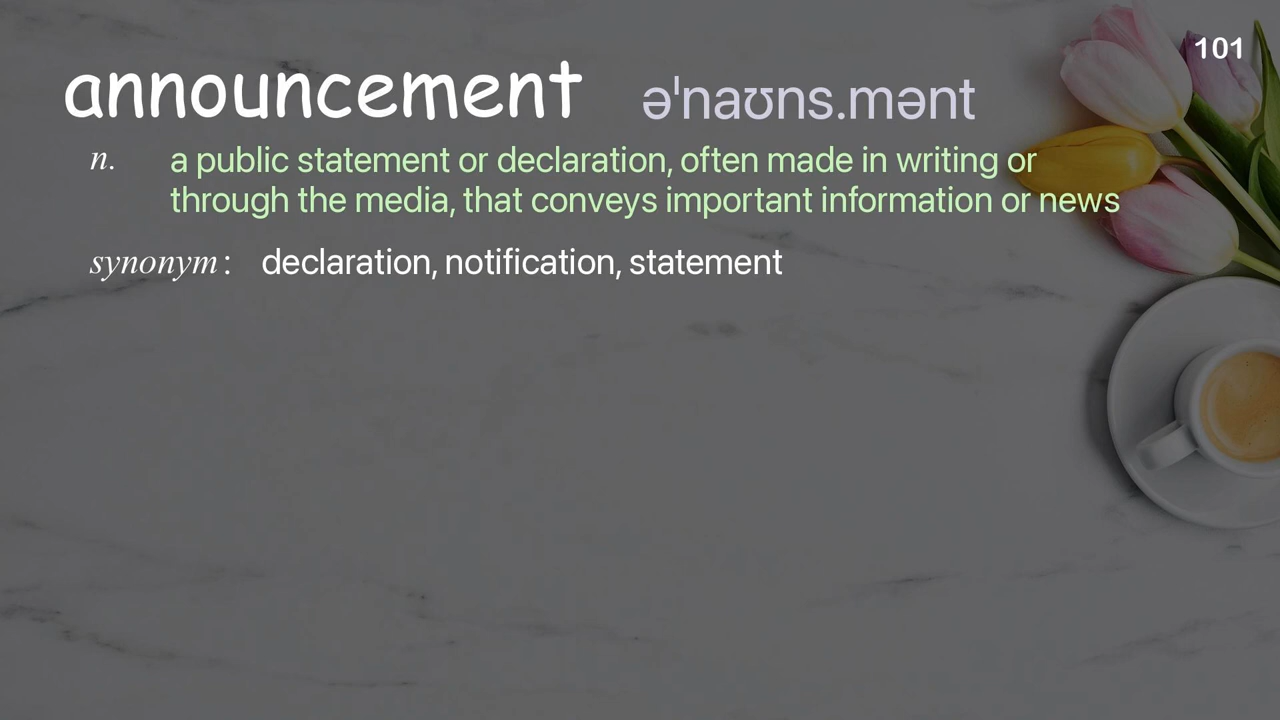 101
announcement əˈnaʊns.mənt
n. a public statement or declaration, often made in writing or
through the media, that conveys important information or news
synonym : declaration, notification, statement